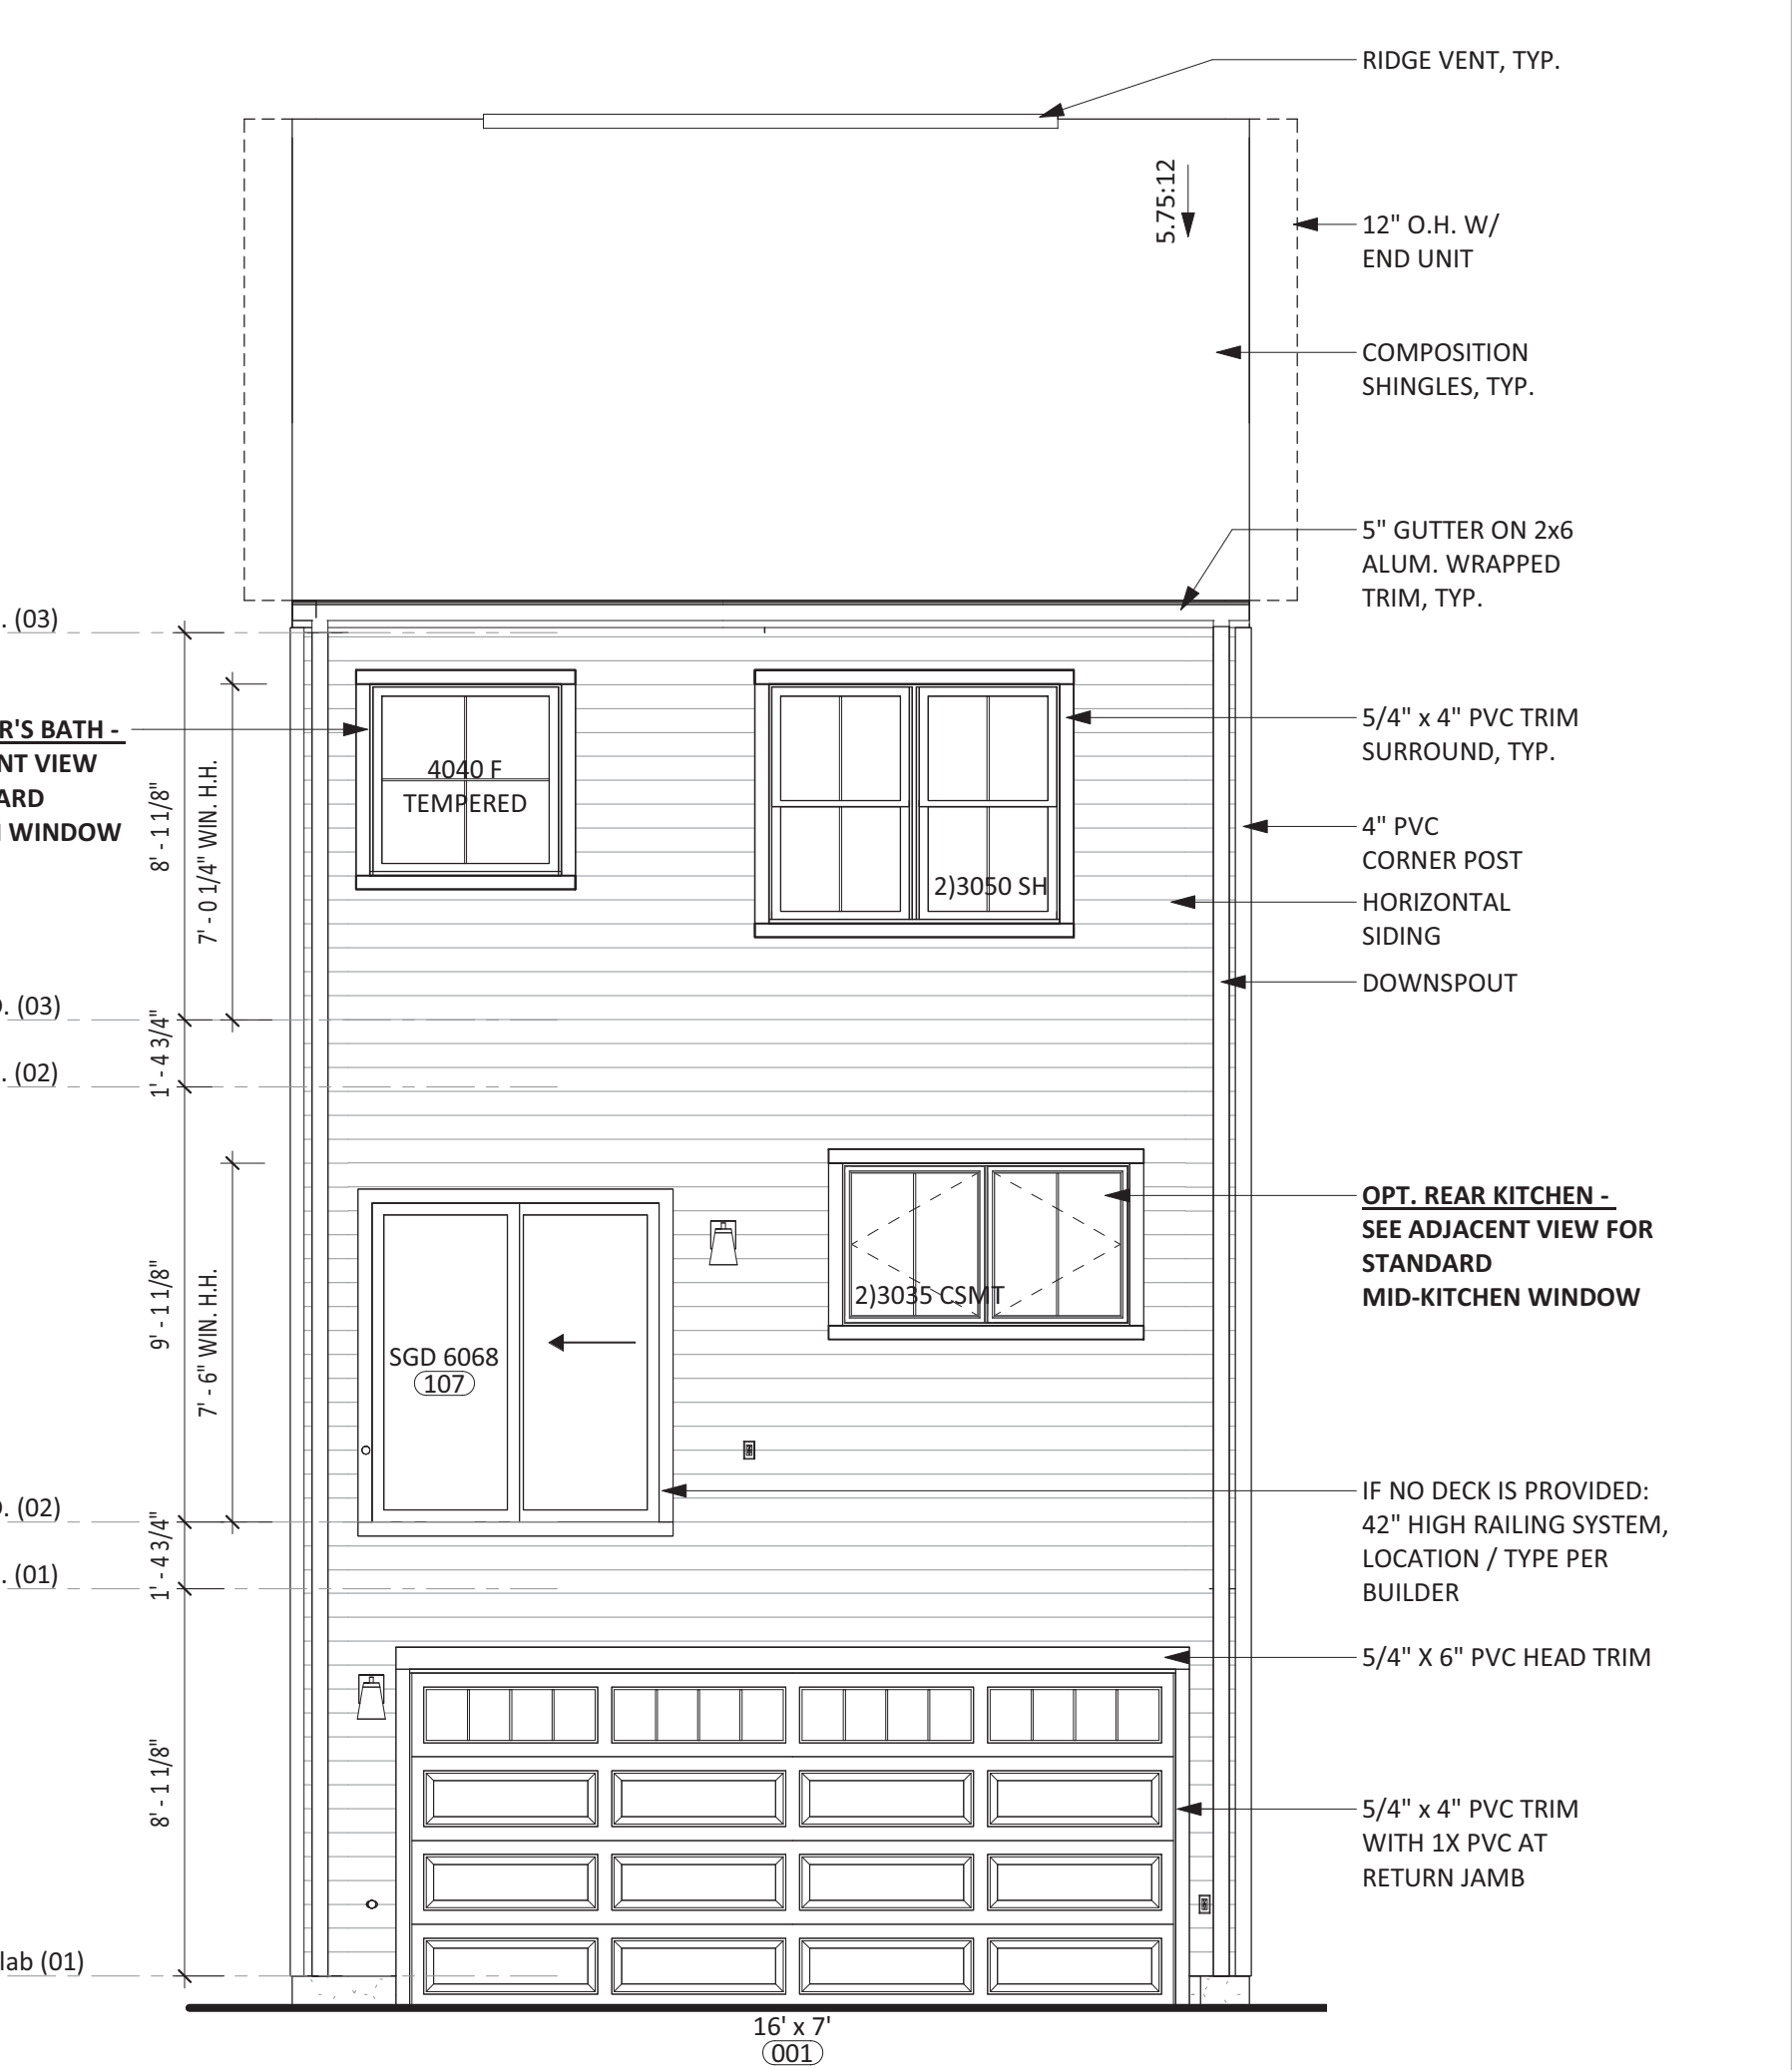 RIDGE VENT, TYP.
5.75:12
12" O.H. W/
END UNIT
COMPOSITION
SHINGLES, TYP.
5" GUTTER ON 2x6
ALUM. WRAPPED
TRIM, TYP.
. (03)
R'S BATH -
NT VIEW
ARD
WINDOW
8' - 1 1/8"
7' - 0 1/4" WIN. H.H.
4040 F
TEMPERED
2)3050 SH
5/4" x 4" PVC TRIM
SURROUND, TYP.
4" PVC
CORNER POST
HORIZONTAL
SIDING
DOWNSPOUT
. (03)
1' - 4 3/4"
. (02)
9' - 1 1/8"
7' - 6" WIN. H.H.
SGD 6068
107
2)3035 CSMT
OPT. REAR KITCHEN -
SEE ADJACENT VIEW FOR
STANDARD
MID-KITCHEN WINDOW
. (02)
1' - 4 3/4"
. (01)
IF NO DECK IS PROVIDED:
42" HIGH RAILING SYSTEM,
LOCATION / TYPE PER
BUILDER
5/4" X 6" PVC HEAD TRIM
8' - 1 1/8"
5/4" x 4" PVC TRIM
WITH 1X PVC AT
RETURN JAMB
lab (01)
16' x 7'
001